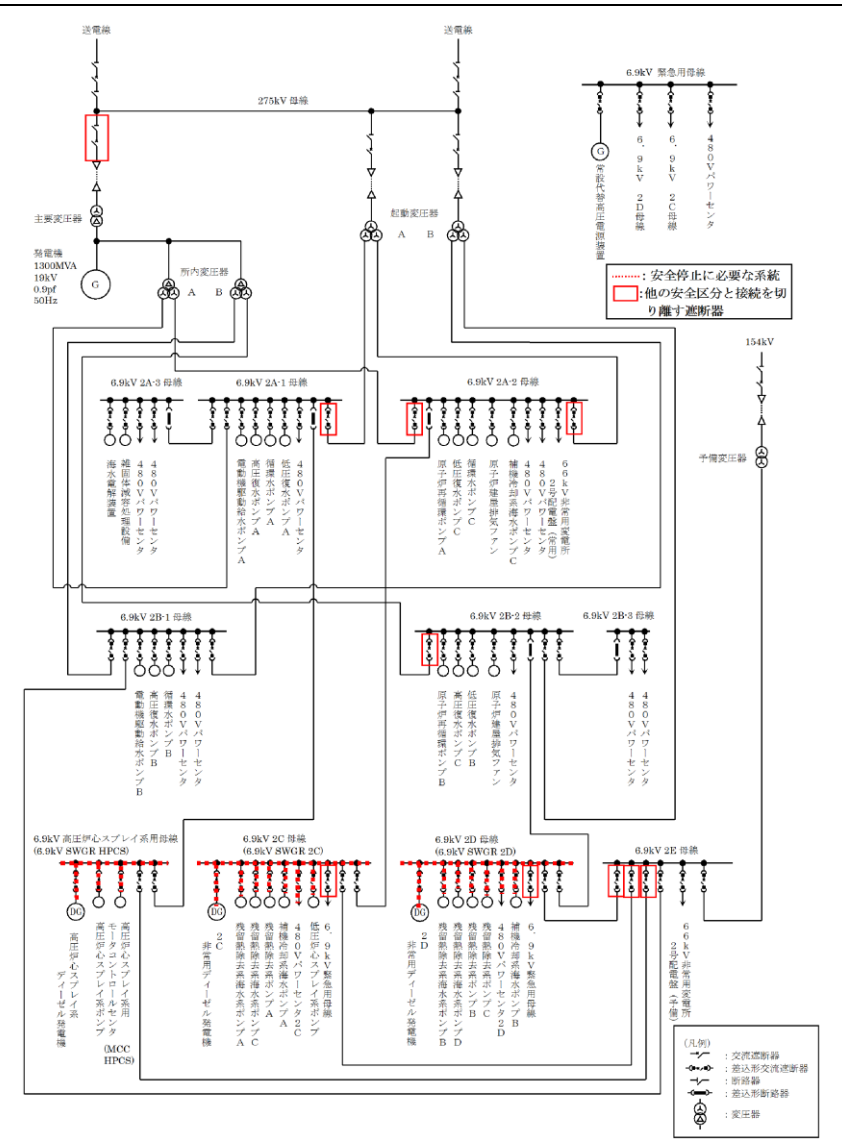 送電線
送電線
6.9kV 緊急用母線
275kV 母線
G
常設代替高圧電源装置
6.9kV 2D母線
6.9kV 2C母線
480Vパワーセンタ
主要変圧器
起動変圧器
A B
発電機
1300MVA
19kV
0.9pf
50Hz
G
所内変圧器
A B
:安全停止に必要な系統
:他の安全区分と接続を切
り離す遮断器
154kV
予備変圧器
6.9kV 2A-3 母線
海水電解装置
雑固体減容処理設備
480Vパワーセンタ
480Vパワーセンタ
6.9kV 2A-1 母線
電動機駆動給水ポンプA
高圧復水ポンプA
循環水ポンプA
低圧復水ポンプA
480Vパワーセンタ
6.9kV 2A-2 母線
原子炉再循環ポンプA
低圧復水ポンプC
循環水ポンプC
原子炉建屋排気ファン
補機冷却系海水ポンプC
480Vパワーセンタ
480Vパワーセンタ
66kV非常用変電所
2号配電盤(常用)
6.9kV 2B-1 母線
電動機駆動給水ポンプB
高圧復水ポンプB
循環水ポンプB
480Vパワーセンタ
480Vパワーセンタ
6.9kV 2B-2 母線
原子炉再循環ポンプB
高圧復水ポンプC
低圧復水ポンプB
原子炉建屋排気ファン
480Vパワーセンタ
6.9kV 2B-3 母線
480Vパワーセンタ
480Vパワーセンタ
6.9kV 高圧炉心スプレイ系用母線
(6.9kV SWGR HPCS)
DG
高圧炉心スプレイ系
ディーゼル発電機
高圧炉心スプレイ系ポンプ
高圧炉心スプレイ系用
モータコントロールセンタ
(MCC
HPCS)
6.9kV 2C 母線
(6.9kV SWGR 2C)
DG
2C
非常用ディーゼル発電機
残留熱除去系海水系ポンプA
残留熱除去系海水系ポンプC
残留熱除去系ポンプA
補機冷却系海水ポンプA
480Vパワーセンタ2C
低圧炉心スプレイ系ポンプ
6.9kV緊急用母線
6.9kV 2D 母線
(6.9kV SWGR 2D)
DG
2D
非常用ディーゼル発電機
残留熱除去系海水系ポンプB
残留熱除去系海水系ポンプD
残留熱除去系ポンプB
残留熱除去系ポンプC
480Vパワーセンタ2D
補機冷却系海水ポンプB
6.9kV緊急用母線
6.9kV 2E 母線
66kV非常用変電所
2号配電盤(予備)
(凡例)
:交流遮断器
:差込形交流遮断器
:断路器
:差込形断路器
:変圧器